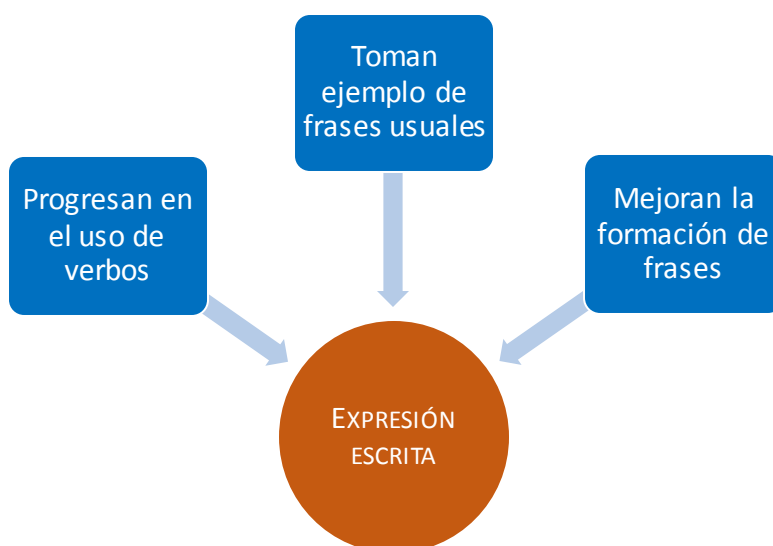 Toman
ejemplo de
frases usuales
Progresan en
el uso de
verbos
Mejoran la
formación de
frases
EXPRESIÓN
ESCRITA